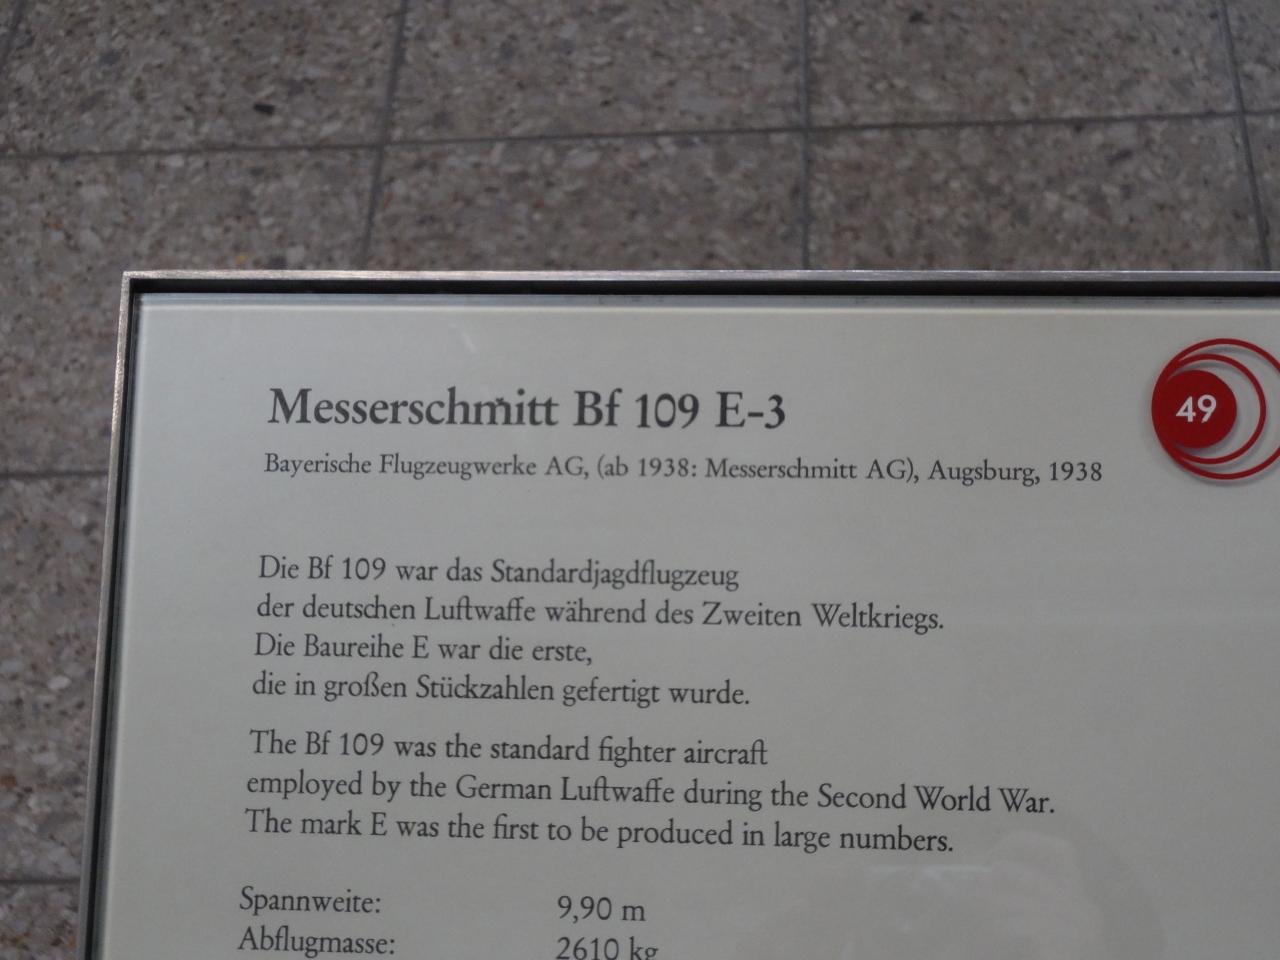 Messerschmitt Bf 109 E-3
49
Bayerische Flugzeugwerke AG, (ab 1938: Messerschmitt AG), Augsburg, 1938
Die Bf 109 war das Standardjagdflugzeug
der deutschen Luftwaffe während des Zweiten Weltkriegs.
Die Baureihe E war die erste,
die in großen Stückzahlen gefertigt wurde.
The Bf 109 was the standard fighter aircraft
employed by the German Luftwaffe during the Second World War.
The mark E was the first to be produced in large numbers.
Spannweite: 9,90 m
Abflugmasse: 2610 kg